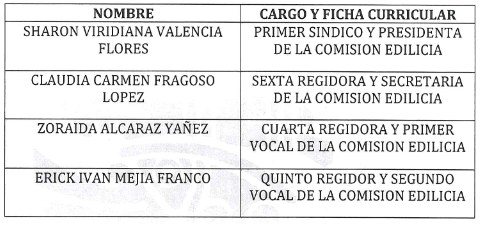 NOMBRE CARGO Y FICHA CURRICULAR
SHARON VIRIDIANA VALENCIA PRIMER SINDICO Y PRESIDENTA
FLORES DE LA COMISION EDILICIA
CLAUDIA CARMEN FRAGOSO SEXTA REGIDORA Y SECRETARIA
LOPEZ DE LA COMISION EDILICIA
ZORAIDA ALCARAZ YAÑEZ CUARTA REGIDORA Y PRIMER
VOCAL DE LA COMISION EDILICIA
ERICK IVAN MEJIA FRANCO QUINTO REGIDOR Y SEGUNDO
VOCAL DE LA COMISION EDILICIA